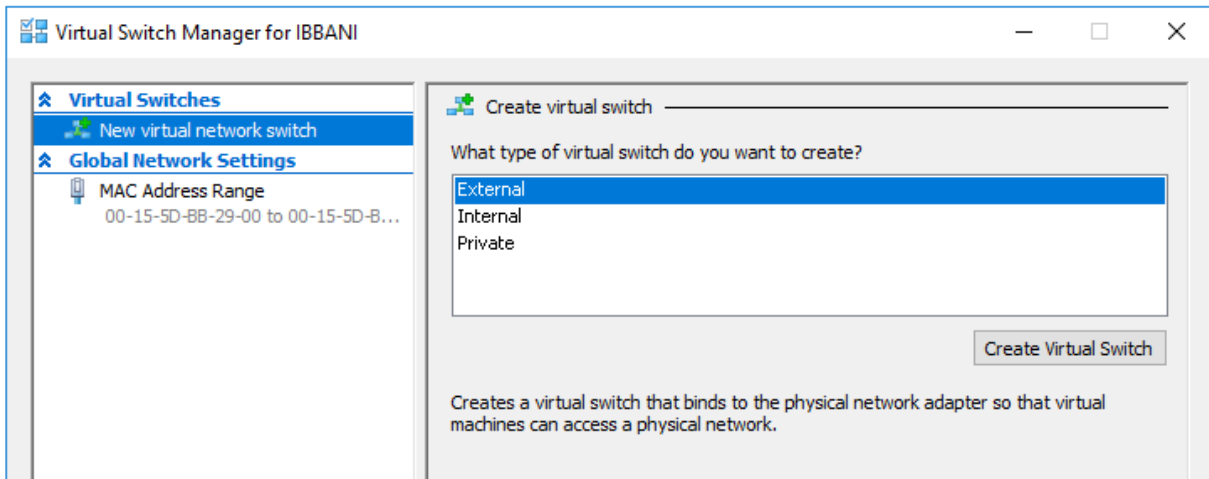 Virtual Switch Manager for IBBANI
Virtual Switches
New virtual network switch
Global Network Settings
MAC Address Range
00-15-5D-BB-29-00 to 00-15-5D-B...
Create virtual switch
What type of virtual switch do you want to create?
External
Internal
Private
Create Virtual Switch
Creates a virtual switch that binds to the physical network adapter so that virtual
machines can access a physical network.